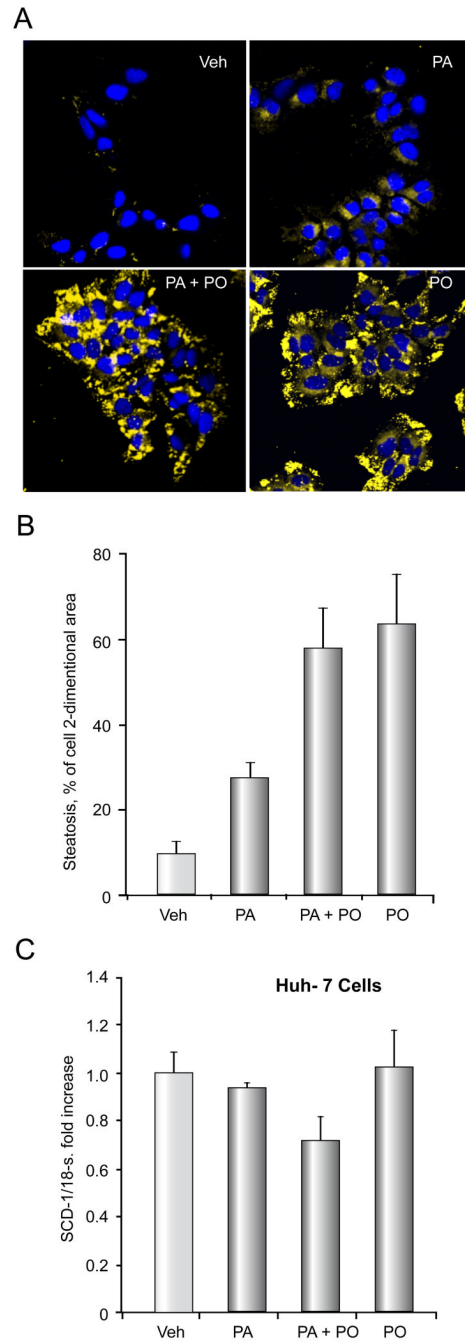 A
Veh
PA
PA + PO
PO
B
Steatosis, % of cell 2-dimentional area
80
60
40
20
0
Veh
PA
PA + PO
PO
C
Huh- 7 Cells
SCD-1/18-s. fold increase
1.4
1.2
1.0
0.8
0.6
0.4
0.2
0
Veh
PA
PA + PO
PO